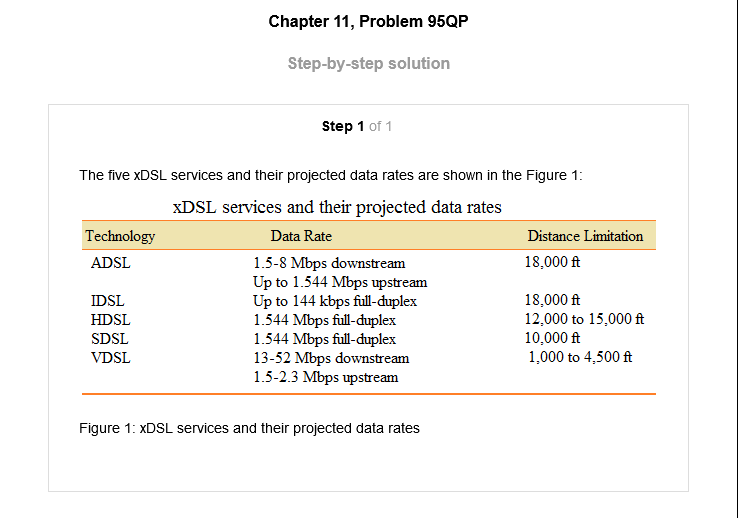 Chapter 11, Problem 95QP
Step-by-step solution
Step 1 of 1
The five xDSL services and their projected data rates are shown in the Figure 1:
xDSL services and their projected data rates
Technology Data Rate Distance Limitation
ADSL 1.5-8 Mbps downstream 18,000 ft
Up to 1.544 Mbps upstream
IDSL Up to 144 kbps full-duplex 18,000 ft
HDSL 1.544 Mbps full-duplex 12,000 to 15,000 ft
SDSL 1.544 Mbps full-duplex 10,000 ft
VDSL 13-52 Mbps downstream 1,000 to 4,500 ft
1.5-2.3 Mbps upstream
Figure 1: xDSL services and their projected data rates